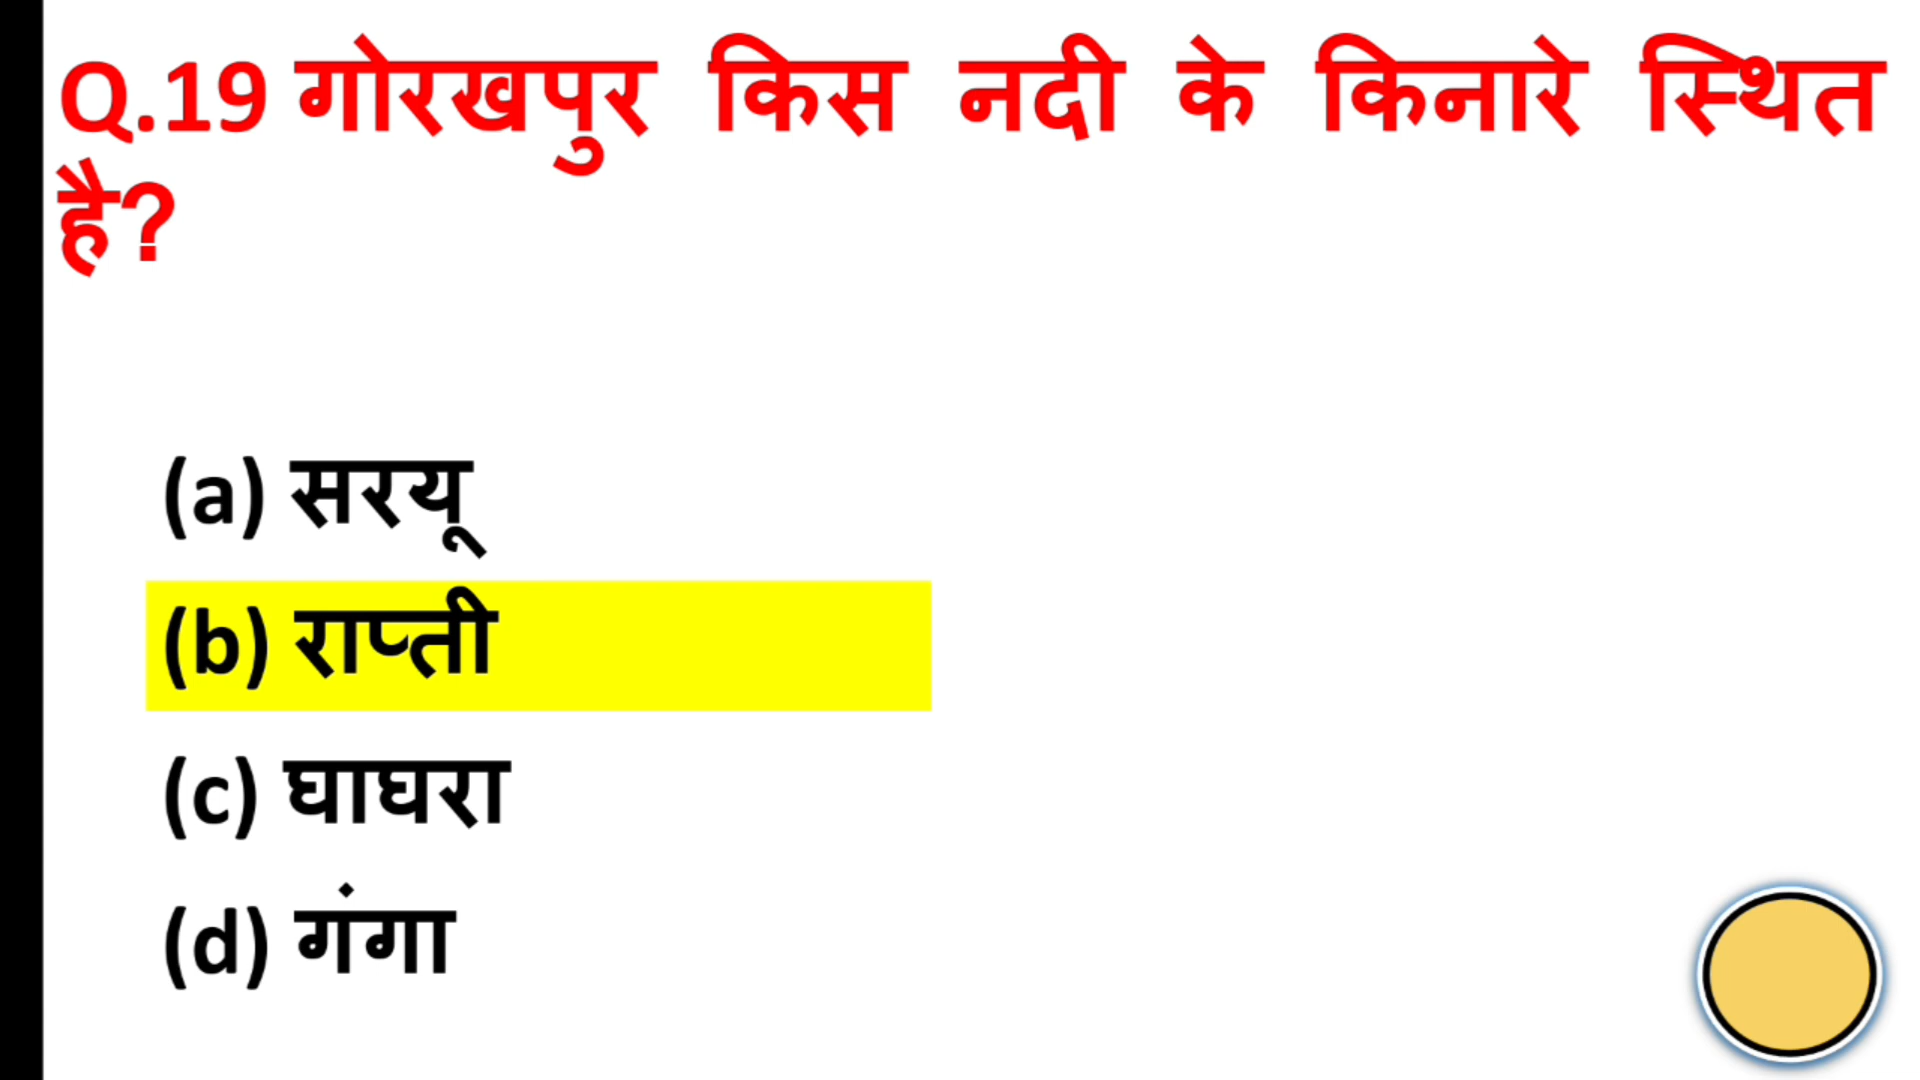 Q.19 गोरखपुर किस नदी के किनारे स्थित
है?
(a) सरयू
(b) राप्ती
(c) घाघरा
(d) गंगा